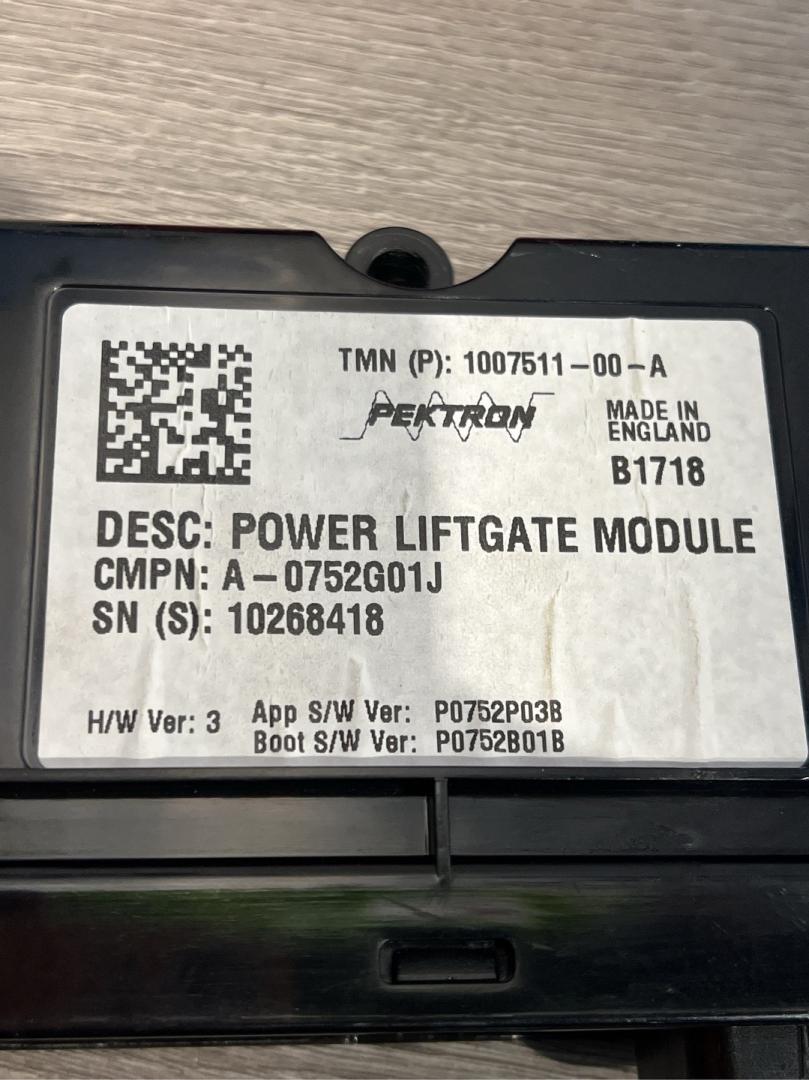 TMN (P): 1007511-00-A
PEKTRON
MADE IN
ENGLAND
B1718
DESC: POWER LIFTGATE MODULE
CMPN: A-0752G01J
SN (S): 10268418
H/W Ver: 3 App S/W Ver: P0752P03B
Boot S/W Ver: P0752B01B